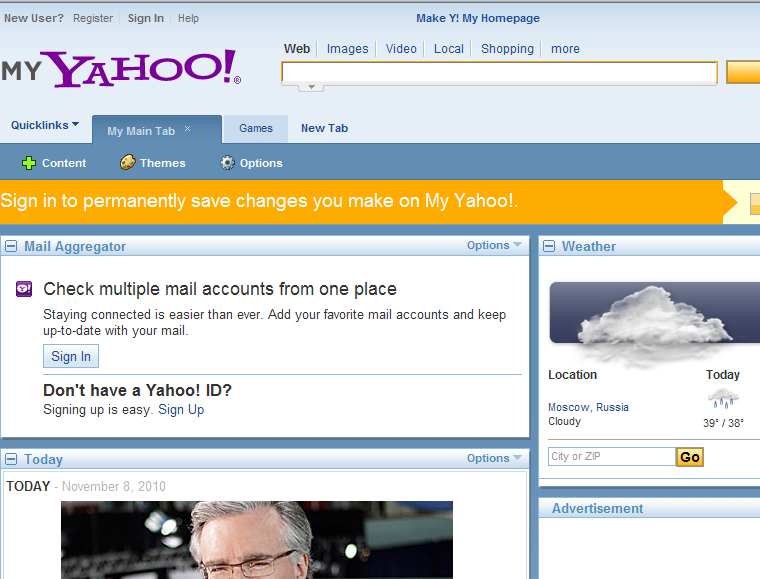 New User? Register Sign In Help Make Y! My Homepage
MY YAHOO!®
Web Images Video Local Shopping more
Quicklinks My Main Tab × Games New Tab
Content Themes Options
Sign in to permanently save changes you make on My Yahoo!.
Mail Aggregator Options
Check multiple mail accounts from one place
Staying connected is easier than ever. Add your favorite mail accounts and keep
up-to-date with your mail.
Sign In
Don't have a Yahoo! ID?
Signing up is easy. Sign Up
Today Options
TODAY - November 8, 2010
Weather
Location Today
Moscow, Russia
Cloudy
39° / 38°
City or ZIP Go
Advertisement